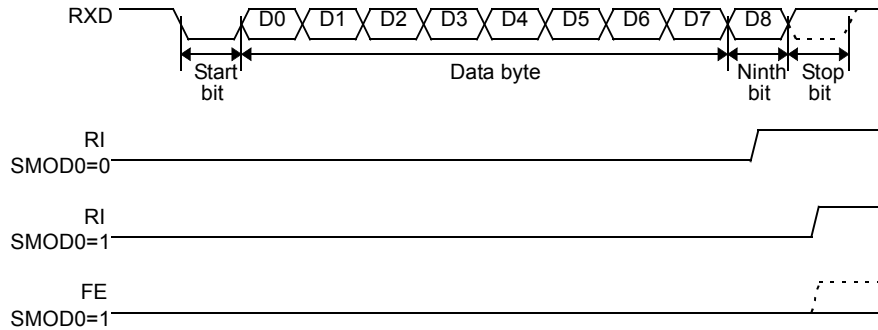 RXD D0 D1 D2 D3 D4 D5 D6 D7 D8
Start bit
Data byte
Ninth bit
Stop bit
RI
SMOD0=0
RI
SMOD0=1
FE
SMOD0=1